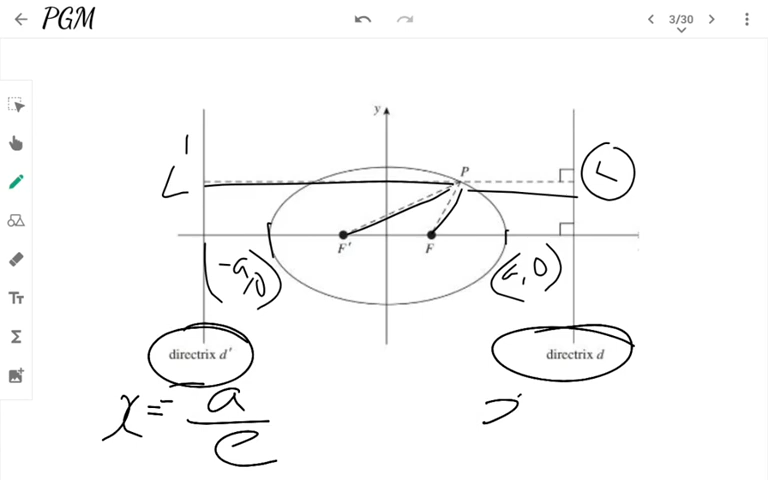 PGM
3/30
y
L'
P
L
F'
F
(-a,0)
(a,0)
directrix d'
directrix d
x = -a/e